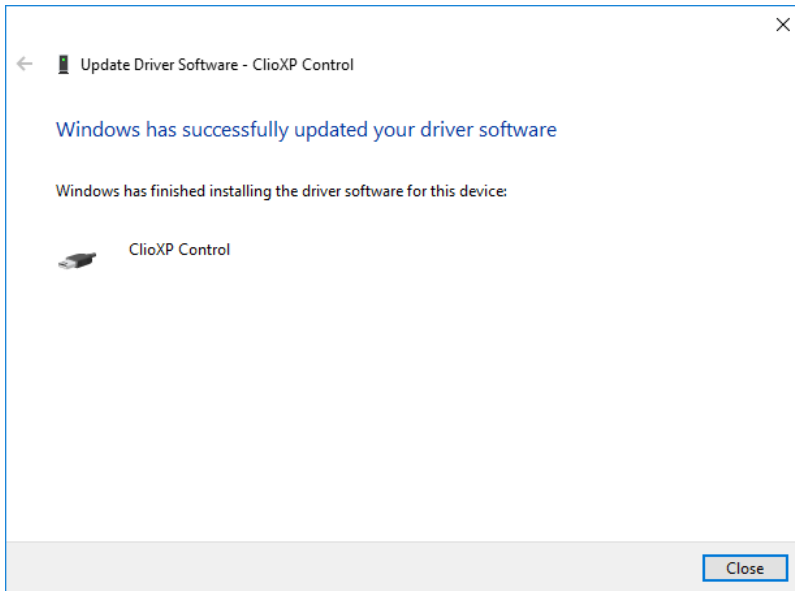 Update Driver Software - ClioXP Control
Windows has successfully updated your driver software
Windows has finished installing the driver software for this device:
ClioXP Control
Close